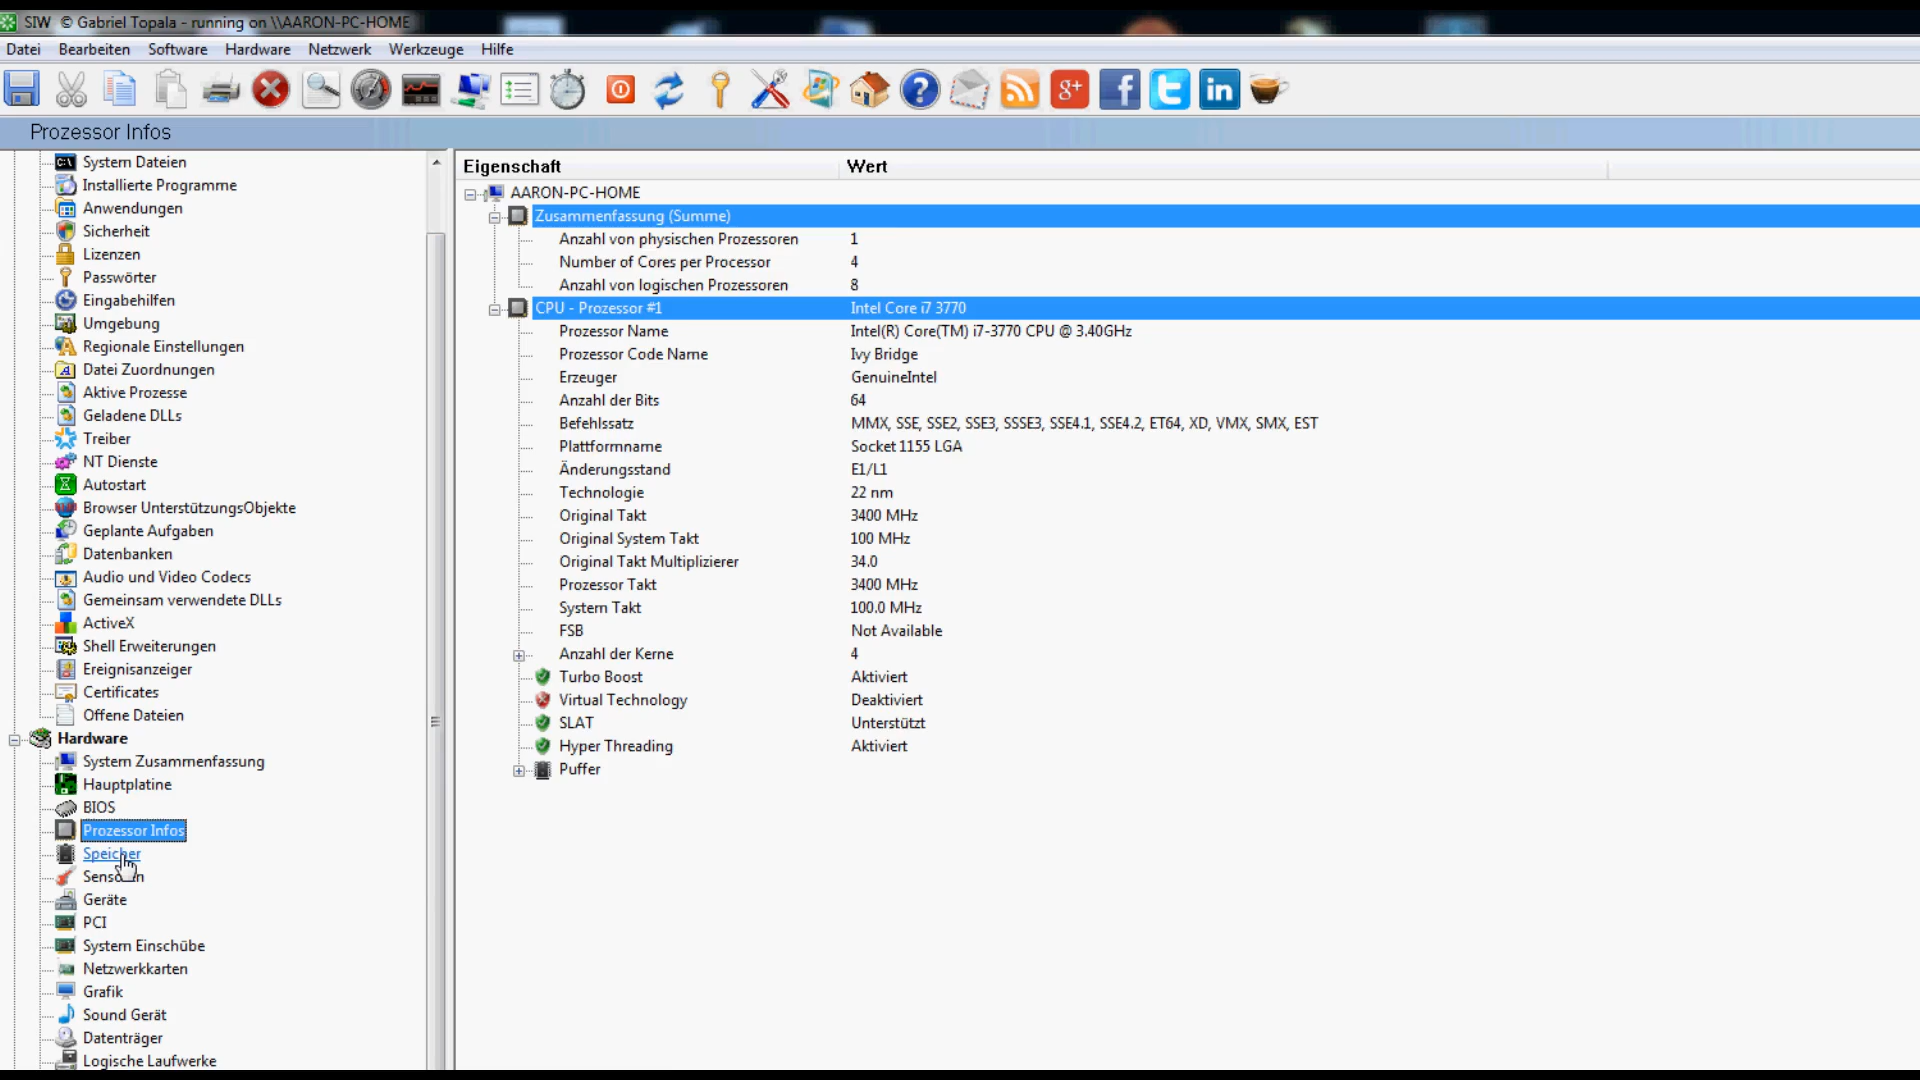 SIW © Gabriel Topala - running on \\AARON-PC-HOME
Datei Bearbeiten Software Hardware Netzwerk Werkzeuge Hilfe
Prozessor Infos
System Dateien
Installierte Programme
Anwendungen
Sicherheit
Lizenzen
Passwörter
Eingabehilfen
Umgebung
Regionale Einstellungen
Datei Zuordnungen
Aktive Prozesse
Geladene DLLs
Treiber
NT Dienste
Autostart
Browser UnterstützungsObjekte
Geplante Aufgaben
Datenbanken
Audio und Video Codecs
Gemeinsam verwendete DLLs
ActiveX
Shell Erweiterungen
Ereignisanzeiger
Certificates
Offene Dateien
Hardware
System Zusammenfassung
Hauptplatine
BIOS
Prozessor Infos
Speicher
Geräte
PCI
System Einschübe
Netzwerkkarten
Grafik
Sound Gerät
Datenträger
Logische Laufwerke
Eigenschaft Wert
AARON-PC-HOME
Zusammenfassung (Summe)
Anzahl von physischen Prozessoren 1
Number of Cores per Processor 4
Anzahl von logischen Prozessoren 8
CPU - Prozessor #1 Intel Core i7 3770
Prozessor Name Intel(R) Core(TM) i7-3770 CPU @ 3.40GHz
Prozessor Code Name Ivy Bridge
Erzeuger GenuineIntel
Anzahl der Bits 64
Befehlssatz MMX, SSE, SSE2, SSE3, SSSE3, SSE4.1, SSE4.2, ET64, XD, VMX, SMX, EST
Plattformname Socket 1155 LGA
Änderungsstand E1/L1
Technologie 22 nm
Original Takt 3400 MHz
Original System Takt 100 MHz
Original Takt Multiplizierer 34.0
Prozessor Takt 3400 MHz
System Takt 100.0 MHz
FSB Not Available
Anzahl der Kerne 4
Turbo Boost Aktiviert
Virtual Technology Deaktiviert
SLAT Unterstützt
Hyper Threading Aktiviert
Puffer